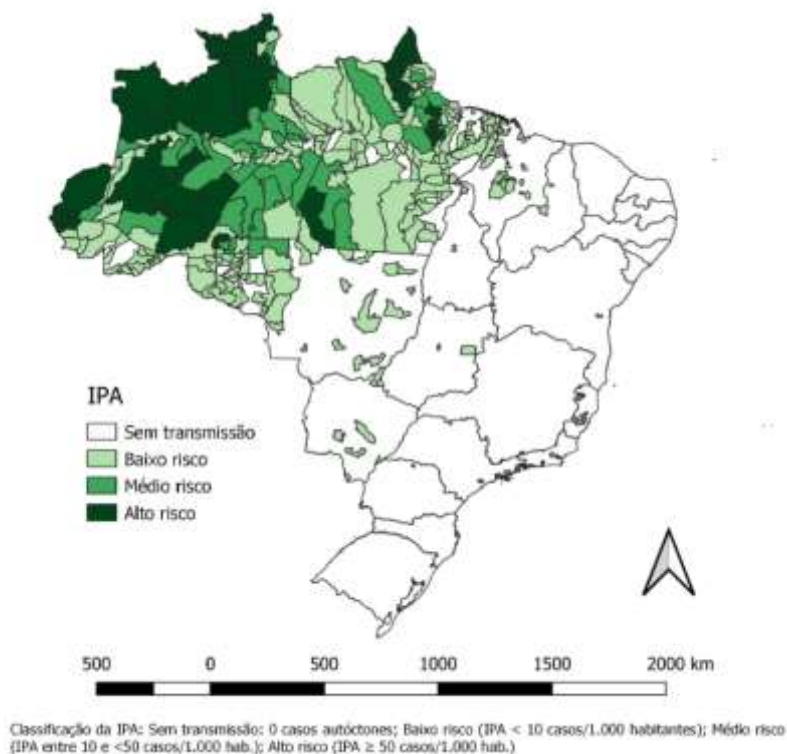 IPA
Sem transmissão
Baixo risco
Médio risco
Alto risco
500 0 500 1000 1500 2000 km
Classificação da IPA: Sem transmissão: 0 casos autóctones; Baixo risco (IPA < 10 casos/1.000 habitantes); Médio risco
(IPA entre 10 e <50 casos/1.000 hab.); Alto risco (IPA ≥ 50 casos/1.000 hab.)